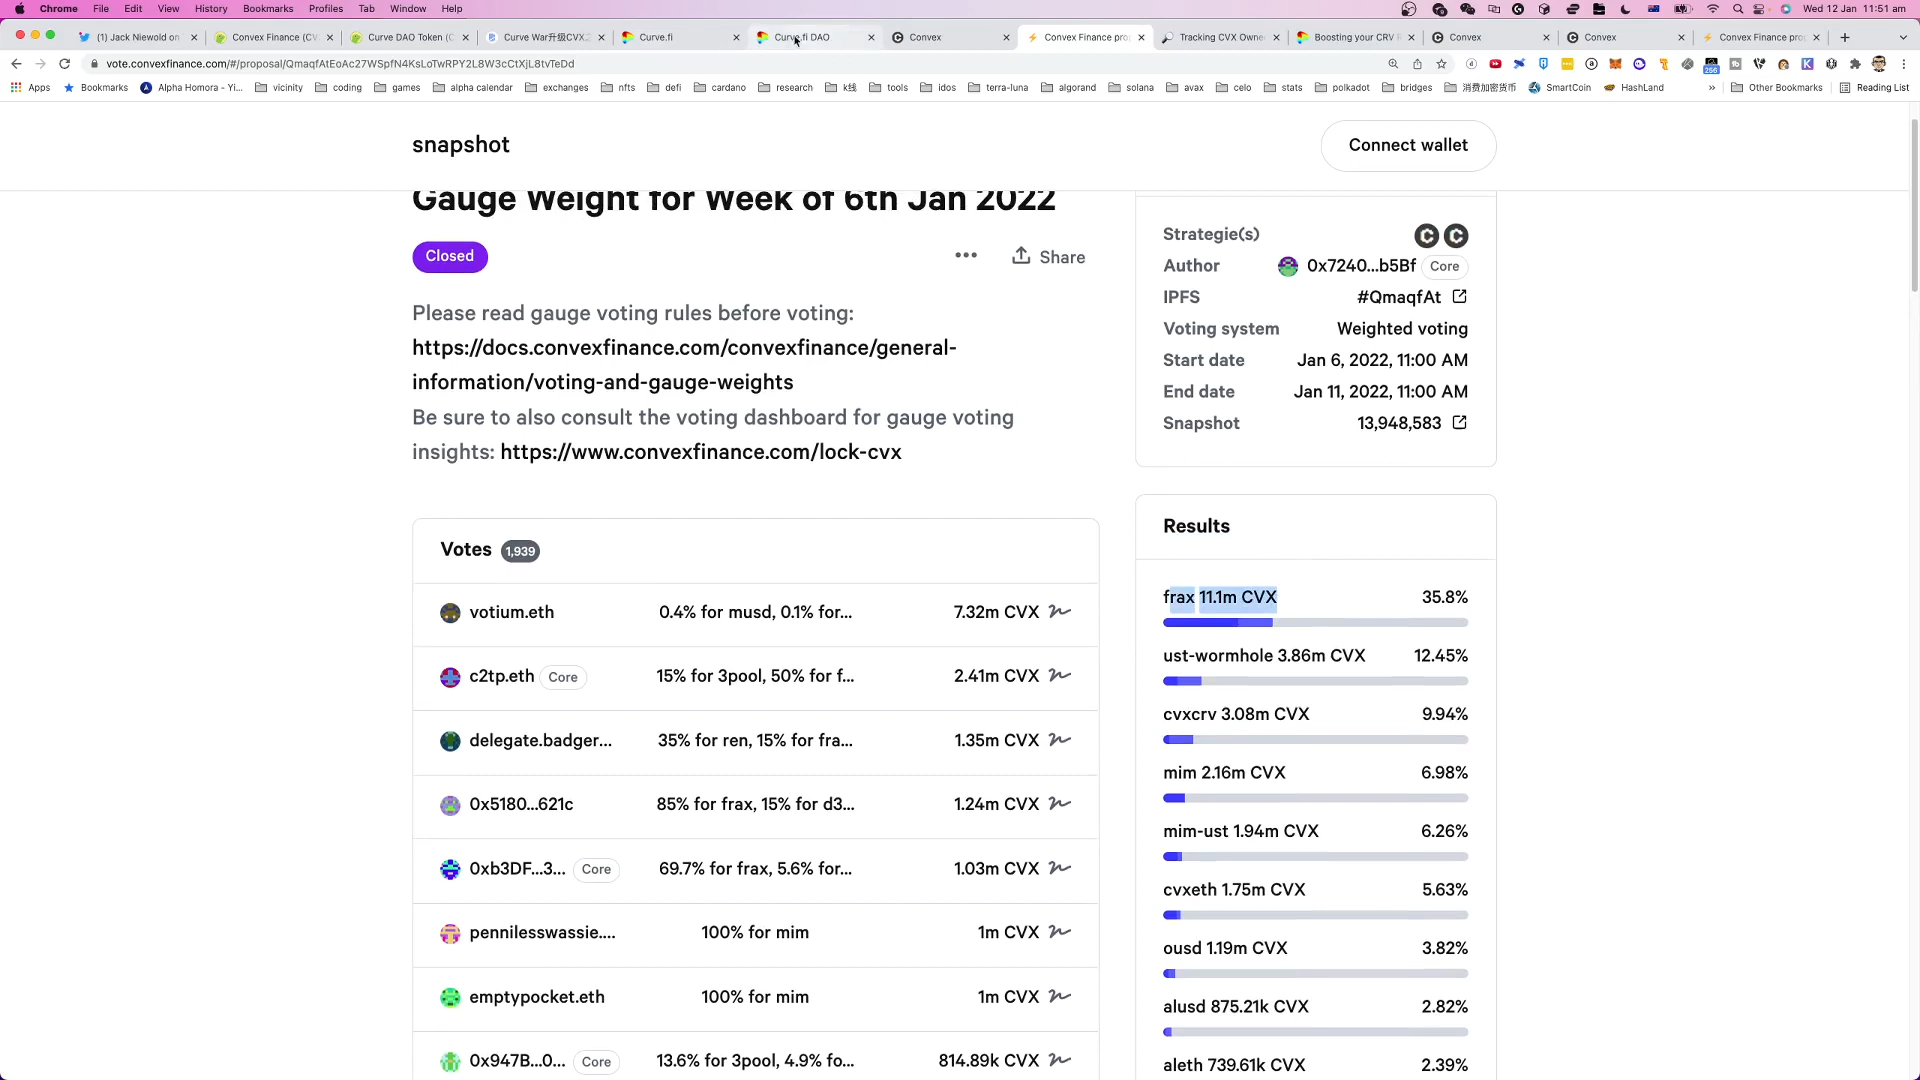 Chrome File Edit View History Bookmarks Profiles Tab Window Help Wed 12 Jan 11:51 am
(1) Jack Niewold on Convex Finance (CV Curve DAO Token (C Curve War升级CVX Curve.fi Curve.fi DAO Convex Convex Finance pro Tracking CVX Owne Boosting your CRV Convex Convex Convex Finance pro
vote.convexfinance.com/#/proposal/QmaqfAtEoAc27WSpfN4KsLoTwRPY2L8W3cCtXjL8tvTeDd
Apps Bookmarks Alpha Homora - Yi... vicinity coding games alpha calendar exchanges nfts defi cardano research k线 tools idos terra-luna algorand solana avax celo stats polkadot bridges 消费加密货币 SmartCoin HashLand » Other Bookmarks Reading List
snapshot
Connect wallet
Gauge Weight for Week of 6th Jan 2022
Closed
Share
Please read gauge voting rules before voting:
https://docs.convexfinance.com/convexfinance/general-
information/voting-and-gauge-weights
Be sure to also consult the voting dashboard for gauge voting
insights: https://www.convexfinance.com/lock-cvx
Votes 1,939
votium.eth 0.4% for musd, 0.1% for... 7.32m CVX
c2tp.eth Core 15% for 3pool, 50% for f... 2.41m CVX
delegate.badger... 35% for ren, 15% for fra... 1.35m CVX
0x5180...621c 85% for frax, 15% for d3... 1.24m CVX
0xb3DF...3... Core 69.7% for frax, 5.6% for... 1.03m CVX
pennilesswassie.... 100% for mim 1m CVX
emptypocket.eth 100% for mim 1m CVX
0x947B...0... Core 13.6% for 3pool, 4.9% fo... 814.89k CVX
Strategie(s)
Author 0x7240...b5Bf Core
IPFS #QmaqfAt
Voting system Weighted voting
Start date Jan 6, 2022, 11:00 AM
End date Jan 11, 2022, 11:00 AM
Snapshot 13,948,583
Results
frax 11.1m CVX 35.8%
ust-wormhole 3.86m CVX 12.45%
cvxcrv 3.08m CVX 9.94%
mim 2.16m CVX 6.98%
mim-ust 1.94m CVX 6.26%
cvxeth 1.75m CVX 5.63%
ousd 1.19m CVX 3.82%
alusd 875.21k CVX 2.82%
aleth 739.61k CVX 2.39%